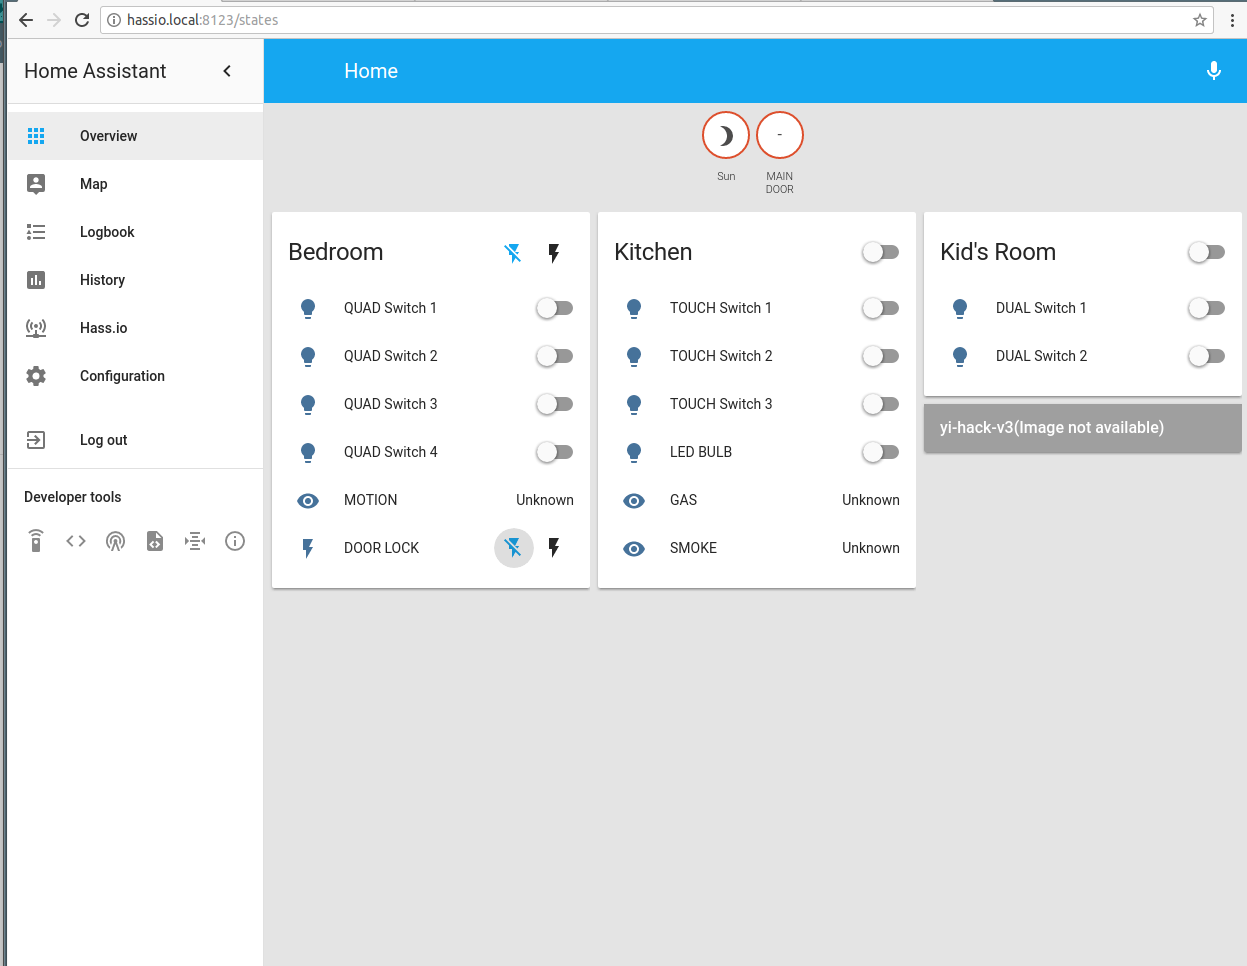 hassio.local:8123/states
Home Assistant
Home
Overview
Map
Logbook
History
Hass.io
Configuration
Log out
Developer tools
Sun
-
MAIN
DOOR
Bedroom
QUAD Switch 1
QUAD Switch 2
QUAD Switch 3
QUAD Switch 4
MOTION Unknown
DOOR LOCK
Kitchen
TOUCH Switch 1
TOUCH Switch 2
TOUCH Switch 3
LED BULB
GAS Unknown
SMOKE Unknown
Kid's Room
DUAL Switch 1
DUAL Switch 2
yi-hack-v3(Image not available)